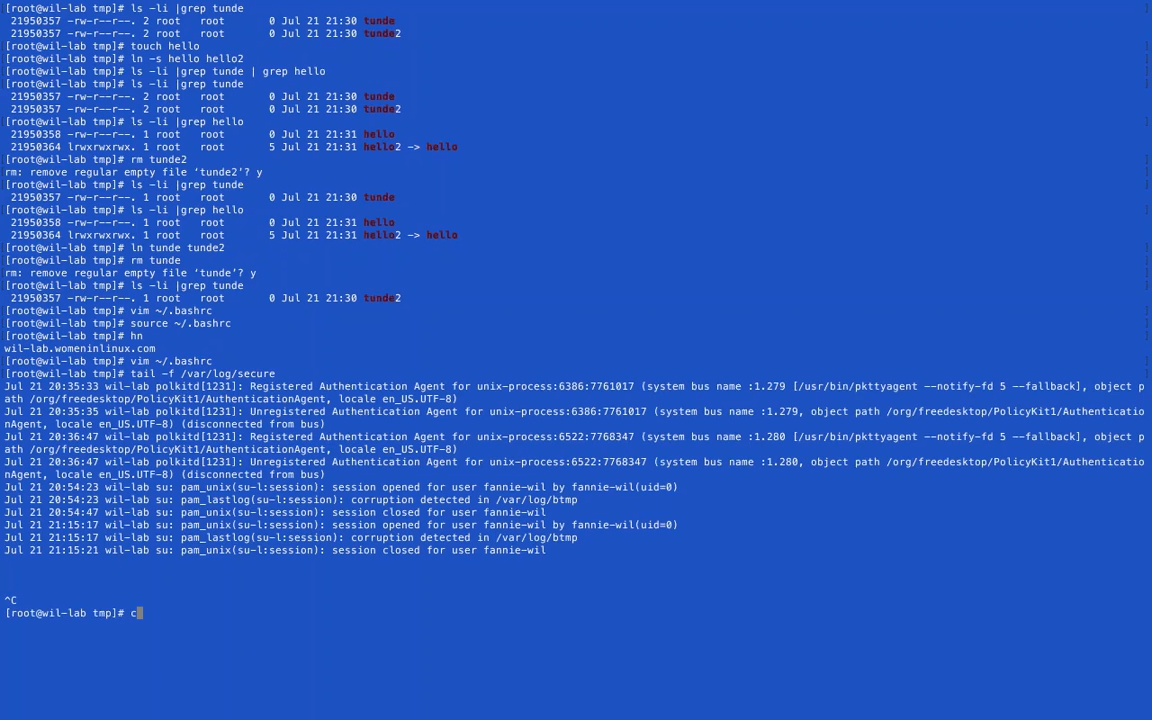 [root@wil-lab tmp]# ls -li |grep tunde
21950357 -rw-r--r--. 2 root   root       0 Jul 21 21:30 tunde
21950357 -rw-r--r--. 2 root   root       0 Jul 21 21:30 tunde2
[root@wil-lab tmp]# touch hello
[root@wil-lab tmp]# ln -s hello hello2
[root@wil-lab tmp]# ls -li |grep tunde | grep hello
[root@wil-lab tmp]# ls -li |grep tunde
21950357 -rw-r--r--. 2 root   root       0 Jul 21 21:30 tunde
21950357 -rw-r--r--. 2 root   root       0 Jul 21 21:30 tunde2
[root@wil-lab tmp]# ls -li |grep hello
21950358 -rw-r--r--. 1 root   root       0 Jul 21 21:31 hello
21950364 lrwxrwxrwx. 1 root   root       5 Jul 21 21:31 hello2 -> hello
[root@wil-lab tmp]# rm tunde2
rm: remove regular empty file ‘tunde2’? y
[root@wil-lab tmp]# ls -li |grep tunde
21950357 -rw-r--r--. 1 root   root       0 Jul 21 21:30 tunde
[root@wil-lab tmp]# ls -li |grep hello
21950358 -rw-r--r--. 1 root   root       0 Jul 21 21:31 hello
21950364 lrwxrwxrwx. 1 root   root       5 Jul 21 21:31 hello2 -> hello
[root@wil-lab tmp]# ln tunde tunde2
[root@wil-lab tmp]# rm tunde
rm: remove regular empty file ‘tunde’? y
[root@wil-lab tmp]# ls -li |grep tunde
21950357 -rw-r--r--. 1 root   root       0 Jul 21 21:30 tunde2
[root@wil-lab tmp]# vim ~/.bashrc
[root@wil-lab tmp]# source ~/.bashrc
[root@wil-lab tmp]# hn
wil-lab.womeninlinux.com
[root@wil-lab tmp]# vim ~/.bashrc
[root@wil-lab tmp]# tail -f /var/log/secure
Jul 21 20:35:33 wil-lab polkitd[1231]: Registered Authentication Agent for unix-process:6386:7761017 (system bus name :1.279 [/usr/bin/pkttyagent --notify-fd 5 --fallback], object p
ath /org/freedesktop/PolicyKit1/AuthenticationAgent, locale en_US.UTF-8)
Jul 21 20:35:35 wil-lab polkitd[1231]: Unregistered Authentication Agent for unix-process:6386:7761017 (system bus name :1.279, object path /org/freedesktop/PolicyKit1/Authenticatio
nAgent, locale en_US.UTF-8) (disconnected from bus)
Jul 21 20:36:47 wil-lab polkitd[1231]: Registered Authentication Agent for unix-process:6522:7768347 (system bus name :1.280 [/usr/bin/pkttyagent --notify-fd 5 --fallback], object p
ath /org/freedesktop/PolicyKit1/AuthenticationAgent, locale en_US.UTF-8)
Jul 21 20:36:47 wil-lab polkitd[1231]: Unregistered Authentication Agent for unix-process:6522:7768347 (system bus name :1.280, object path /org/freedesktop/PolicyKit1/Authenticatio
nAgent, locale en_US.UTF-8) (disconnected from bus)
Jul 21 20:54:23 wil-lab su: pam_unix(su-l:session): session opened for user fannie-wil by fannie-wil(uid=0)
Jul 21 20:54:23 wil-lab su: pam_lastlog(su-l:session): corruption detected in /var/log/btmp
Jul 21 20:54:47 wil-lab su: pam_unix(su-l:session): session closed for user fannie-wil
Jul 21 21:15:17 wil-lab su: pam_unix(su-l:session): session opened for user fannie-wil by fannie-wil(uid=0)
Jul 21 21:15:17 wil-lab su: pam_lastlog(su-l:session): corruption detected in /var/log/btmp
Jul 21 21:15:21 wil-lab su: pam_unix(su-l:session): session closed for user fannie-wil
^C
[root@wil-lab tmp]# c